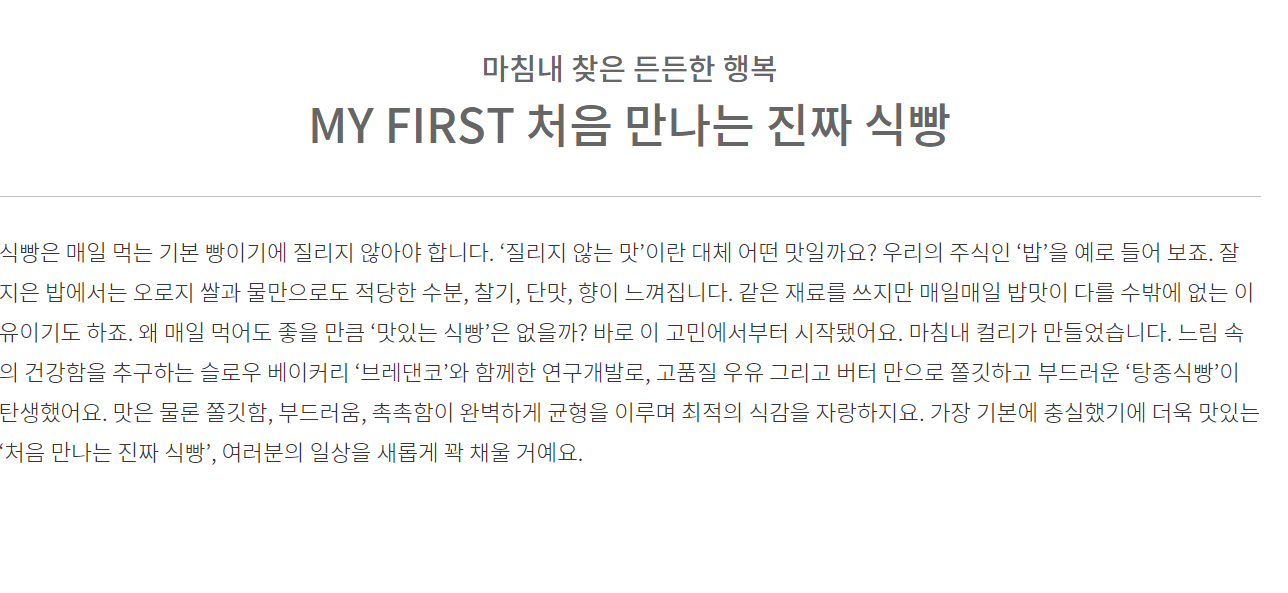 마침내 찾은 든든한 행복
MY FIRST 처음 만나는 진짜 식빵
식빵은 매일 먹는 기본 빵이기에 질리지 않아야 합니다. ‘질리지 않는 맛’이란 대체 어떤 맛일까요? 우리의 주식인 ‘밥’을 예로 들어 보죠. 잘
지은 밥에서는 오로지 쌀과 물만으로도 적당한 수분, 찰기, 단맛, 향이 느껴집니다. 같은 재료를 쓰지만 매일매일 밥맛이 다를 수밖에 없는 이
유이기도 하죠. 왜 매일 먹어도 좋을 만큼 ‘맛있는 식빵’은 없을까? 바로 이 고민에서부터 시작됐어요. 마침내 컬리가 만들었습니다. 느림 속
의 건강함을 추구하는 슬로우 베이커리 ‘브레댄코’와 함께한 연구개발로, 고품질 우유 그리고 버터 만으로 쫄깃하고 부드러운 ‘탕종식빵’이
탄생했어요. 맛은 물론 쫄깃함, 부드러움, 촉촉함이 완벽하게 균형을 이루며 최적의 식감을 자랑하지요. 가장 기본에 충실했기에 더욱 맛있는
‘처음 만나는 진짜 식빵’, 여러분의 일상을 새롭게 꽉 채울 거예요.